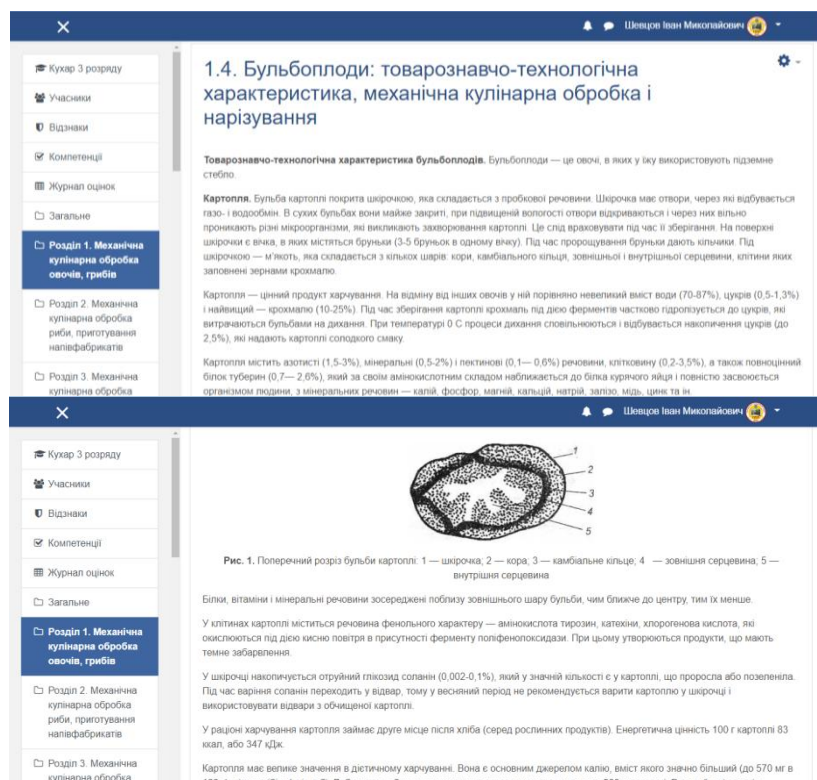 Шевцов Іван Миколайович
Кухар 3 розряду
Учасники
Відзнаки
Компетенції
Журнал оцінок
Загальне
Розділ 1. Механічна
кулінарна обробка
овочів, грибів
Розділ 2. Механічна
кулінарна обробка
риби, приготування
напівфабрикатів
Розділ 3. Механічна
кулінарна обробка
1.4. Бульбоплоди: товарознавчо-технологічна
характеристика, механічна кулінарна обробка і
нарізування
Товарознавчо-технологічна характеристика бульбоплодів. Бульбоплоди — це овочі, в яких у їжу використовують підземне
стебло.
Картопля. Бульба картоплі покрита шкірочкою, яка складається з пробкової речовини. Шкірочка має отвори, через які відбувається
газо- і водообмін. В сухих бульбах вони майже закриті, при підвищеній вологості отвори відкриваються і через них вільно
проникають різні мікроорганізми, які викликають захворювання картоплі. Це слід враховувати під час її зберігання. На поверхні
шкірочки є вічка, в яких містяться бруньки (3-5 бруньок в одному вічку). Під час пророщування бруньки дають кільчики. Під
шкірочкою — м'якоть, яка складається з кількох шарів: кори, камбіального кільця, зовнішньої і внутрішньої серцевини, клітини яких
заповнені зернами крохмалю.
Картопля — цінний продукт харчування. На відміну від інших овочів у ній порівняно невеликий вміст води (70-87%), цукрів (0,5-1,3%)
і найвищий — крохмалю (10-25%). Під час зберігання картоплі крохмаль під дією ферментів частково гідролізується до цукрів, які
витрачаються бульбами на дихання. При температурі 0 С процеси дихання сповільнюються і відбувається накопичення цукрів (до
2,5%), які надають картоплі солодкого смаку.
Картопля містить азотисті (1,5-3%), мінеральні (0,5-2%) і пектинові (0,1— 0,6%) речовини, клітковину (0,2-3,5%), а також повноцінний
білок туберин (0,7— 2,6%), який за своїм амінокислотним складом наближається до білка курячого яйця і повністю засвоюється
організмом людини, з мінеральних речовин — калій, фосфор, магній, кальцій, натрій, залізо, мідь, цинк та ін.
Шевцов Іван Миколайович
Кухар 3 розряду
Учасники
Відзнаки
Компетенції
Журнал оцінок
Загальне
Розділ 1. Механічна
кулінарна обробка
овочів, грибів
Розділ 2. Механічна
кулінарна обробка
риби, приготування
напівфабрикатів
Розділ 3. Механічна
кулінарна обробка
1
2
3
4
5
Рис. 1. Поперечний розріз бульби картоплі: 1 — шкірочка; 2 — кора; 3 — камбіальне кільце; 4 — зовнішня серцевина; 5 —
внутрішня серцевина
Білки, вітаміни і мінеральні речовини зосереджені поблизу зовнішнього шару бульби, чим ближче до центру, тим їх менше.
У клітинах картоплі міститься речовина фенольного характеру — амінокислота тирозин, катехіни, хлорогенова кислота, які
окислюються під дією кисню повітря в присутності ферменту поліфенолоксидази. При цьому утворюються продукти, що мають
темне забарвлення.
У шкірочці накопичується отруйний глікозид соланін (0,002-0,1%), який у значній кількості є у картоплі, що проросла або позеленіла.
Під час варіння соланін переходить у відвар, тому у весняний період не рекомендується варити картоплю у шкірочці і
використовувати відвари з обчищеної картоплі.
У раціоні харчування картопля займає друге місце після хліба (серед рослинних продуктів). Енергетична цінність 100 г картоплі 83
ккал, або 347 кДж.
Картопля має велике значення в дієтичному харчуванні. Вона є основним джерелом калію, вміст якого значно більший (до 570 мг в